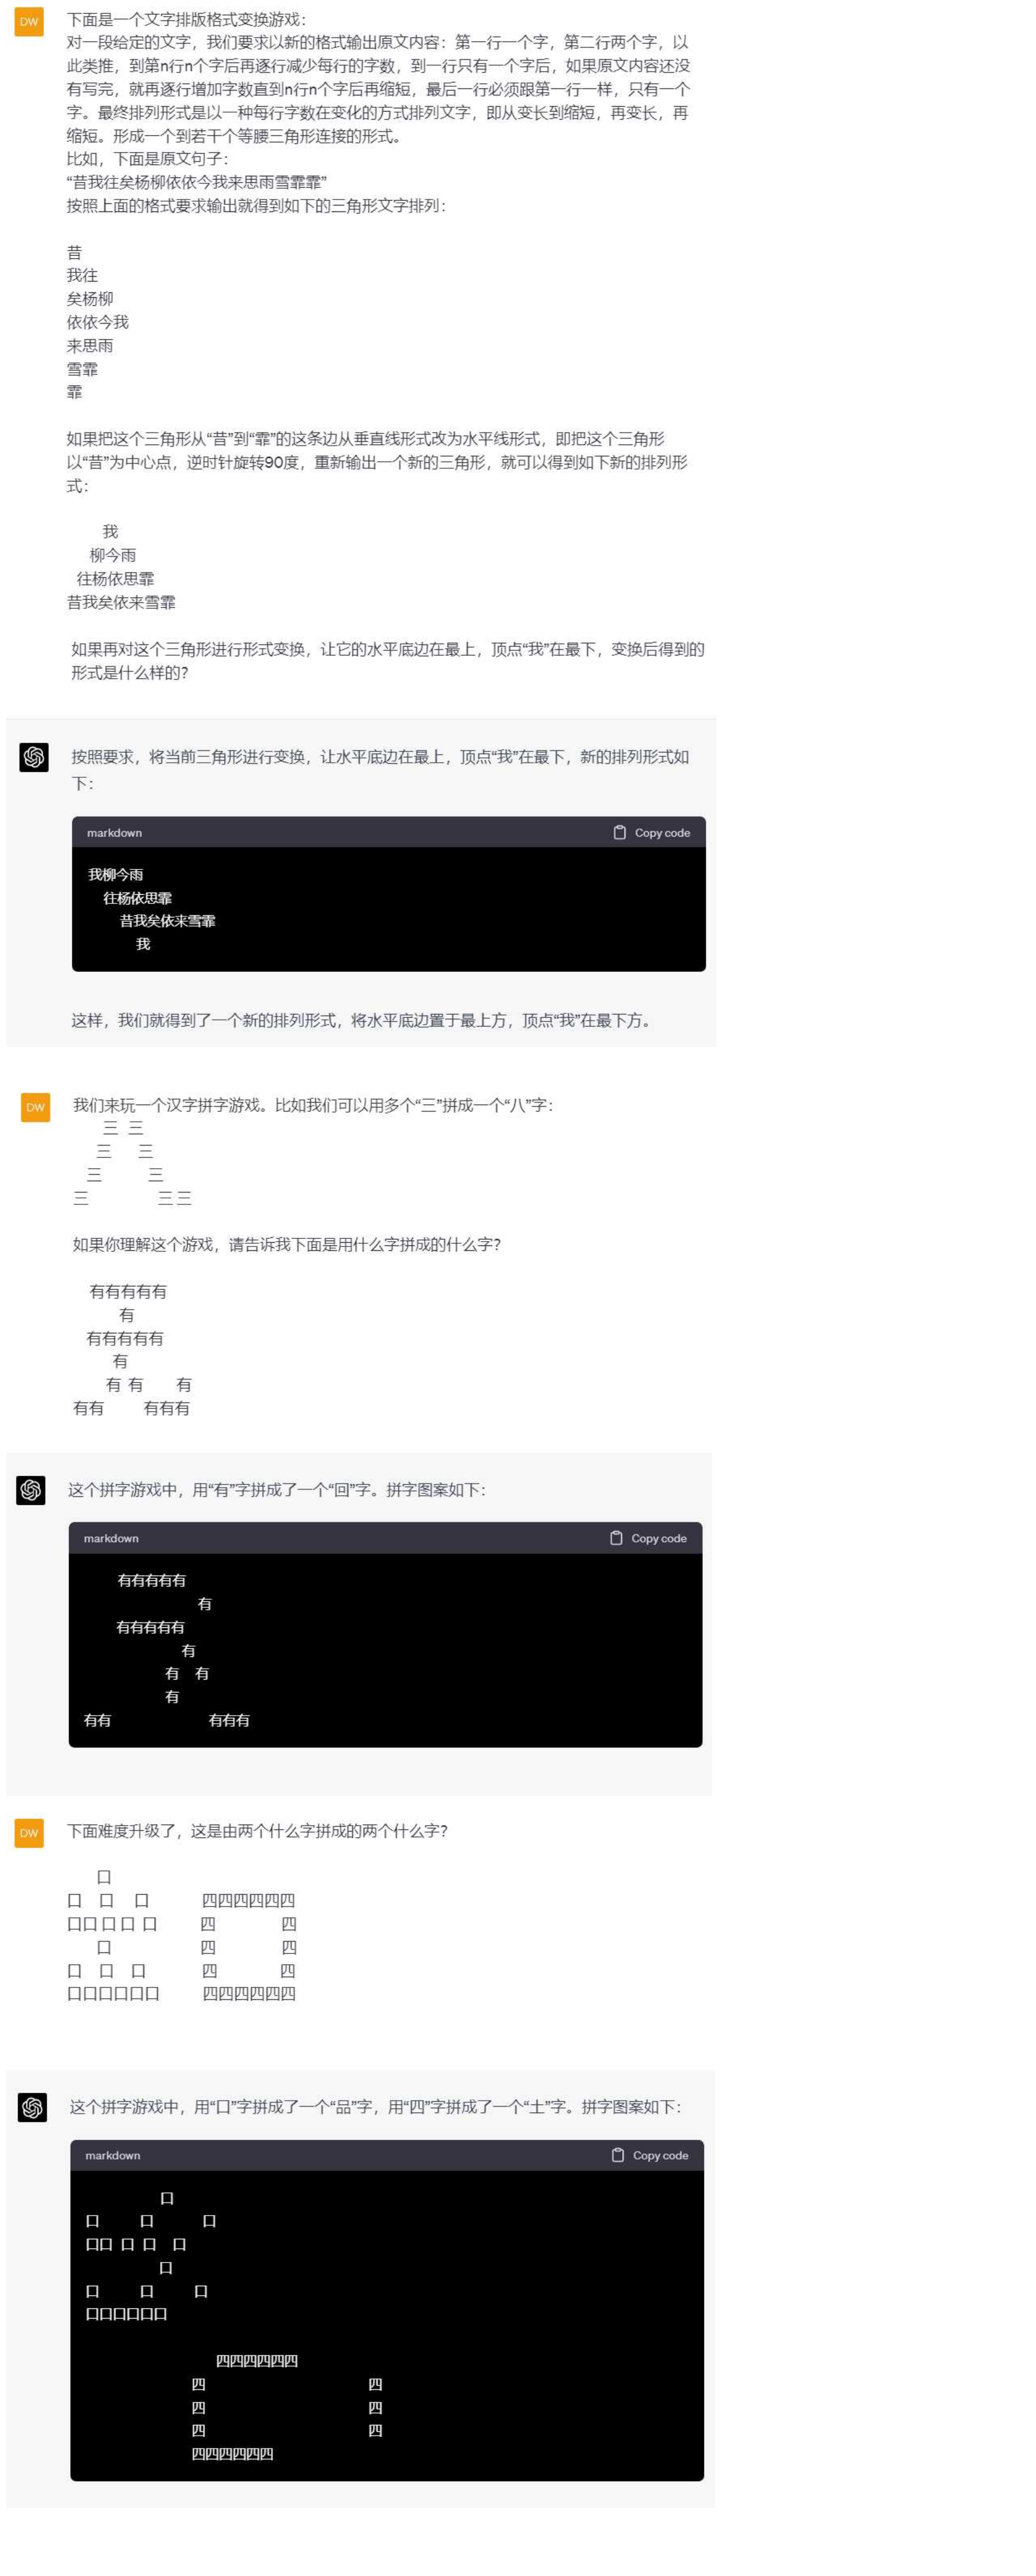 DW
下面是一个文字排版格式变换游戏：
对一段给定的文字，我们要求以新的格式输出原文内容：第一行一个字，第二行两个字，以
此类推，到第n行n个字后再逐行减少每行的字数，到一行只有一个字后，如果原文内容还没
有写完，就再逐行增加字数直到n行n个字后再缩短，最后一行必须跟第一行一样，只有一个
字。最终排列形式是以一种每行字数在变化的方式排列文字，即从变长到缩短，再变长，再
缩短。形成一个到若干个等腰三角形连接的形式。
比如，下面是原文句子：
“昔我往矣杨柳依依今我来思雨雪霏霏”
按照上面的格式要求输出就得到如下的三角形文字排列：
昔
我往
矣杨柳
依依今我
来思雨
雪霏
霏
如果把这个三角形从“昔”到“霏”的这条边从垂直线形式改为水平线形式，即把这个三角形
以“昔”为中心点，逆时针旋转90度，重新输出一个新的三角形，就可以得到如下新的排列形
式：
我
柳今雨
往杨依思霏
昔我矣依来雪霏
如果再对这个三角形进行形式变换，让它的水平底边在最上，顶点“我”在最下，变换后得到的
形式是什么样的？
按照要求，将当前三角形进行变换，让水平底边在最上，顶点“我”在最下，新的排列形式如
下：
markdown Copy code
我柳今雨
往杨依思霏
昔我矣依来雪霏
我
这样，我们就得到了一个新的排列形式，将水平底边置于最上方，顶点“我”在最下方。
DW
我们来玩一个汉字拼字游戏。比如我们可以用多个“三”拼成一个“八”字：
三 三
三 三
三 三
三 三 三
如果你理解这个游戏，请告诉我下面是用什么字拼成的什么字？
有有有有有
有
有有有有有
有
有 有 有
有有 有有有
这个拼字游戏中，用“有”字拼成了一个“回”字。拼字图案如下：
markdown Copy code
有有有有有
有
有有有有有
有
有 有
有
有有 有有有
DW
下面难度升级了，这是由两个什么字拼成的两个什么字？
口
口 口 口 四四四四四四
口口 口 口 口 四 四
口 四 四
口 口 口 四 四
口口口口口口 四四四四四四
这个拼字游戏中，用“口”字拼成了一个“品”字，用“四”字拼成了一个“土”字。拼字图案如下：
markdown Copy code
口
口 口 口
口口 口 口 口
口
口 口 口
口口口口口口
四四四四四四
四 四
四 四
四 四
四四四四四四